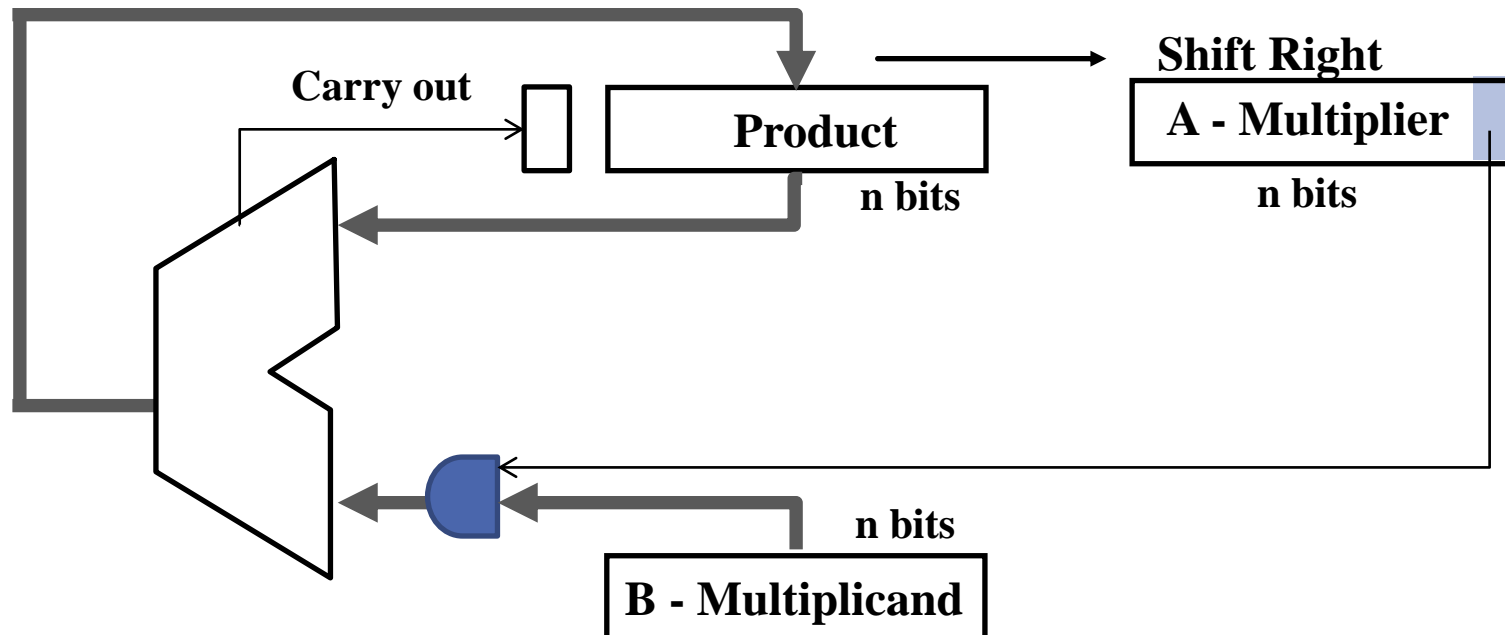 Shift Right
Carry out
Product
A - Multiplier
n bits
n bits
n bits
B - Multiplicand